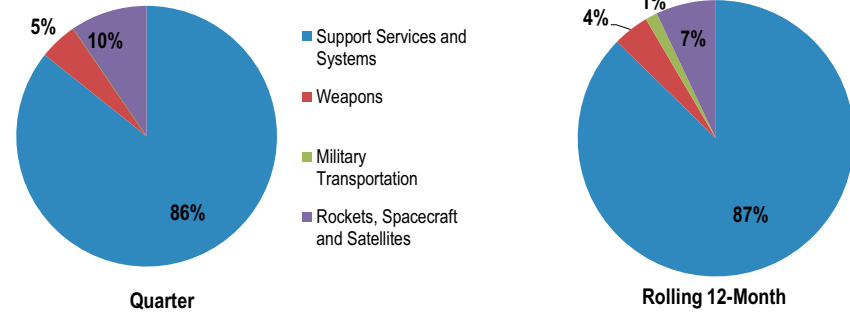 5%
10%
86%
Support Services and
Systems
Weapons
Military
Transportation
Rockets, Spacecraft
and Satellites
Quarter
1%
4%
7%
87%
Rolling 12-Month